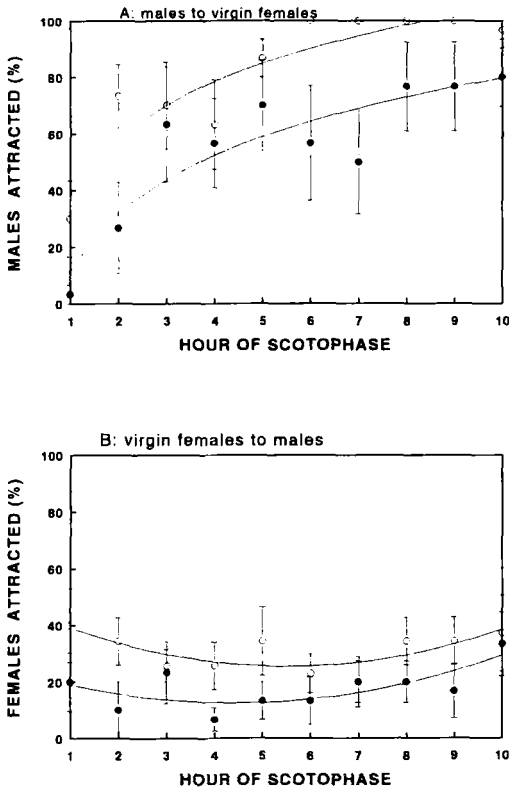 A: males to virgin females
MALES ATTRACTED (%)
100
80
60
40
20
0
1 2 3 4 5 6 7 8 9 10
HOUR OF SCOTOPHASE
B: virgin females to males
FEMALES ATTRACTED (%)
100
80
60
40
20
0
1 2 3 4 5 6 7 8 9 10
HOUR OF SCOTOPHASE